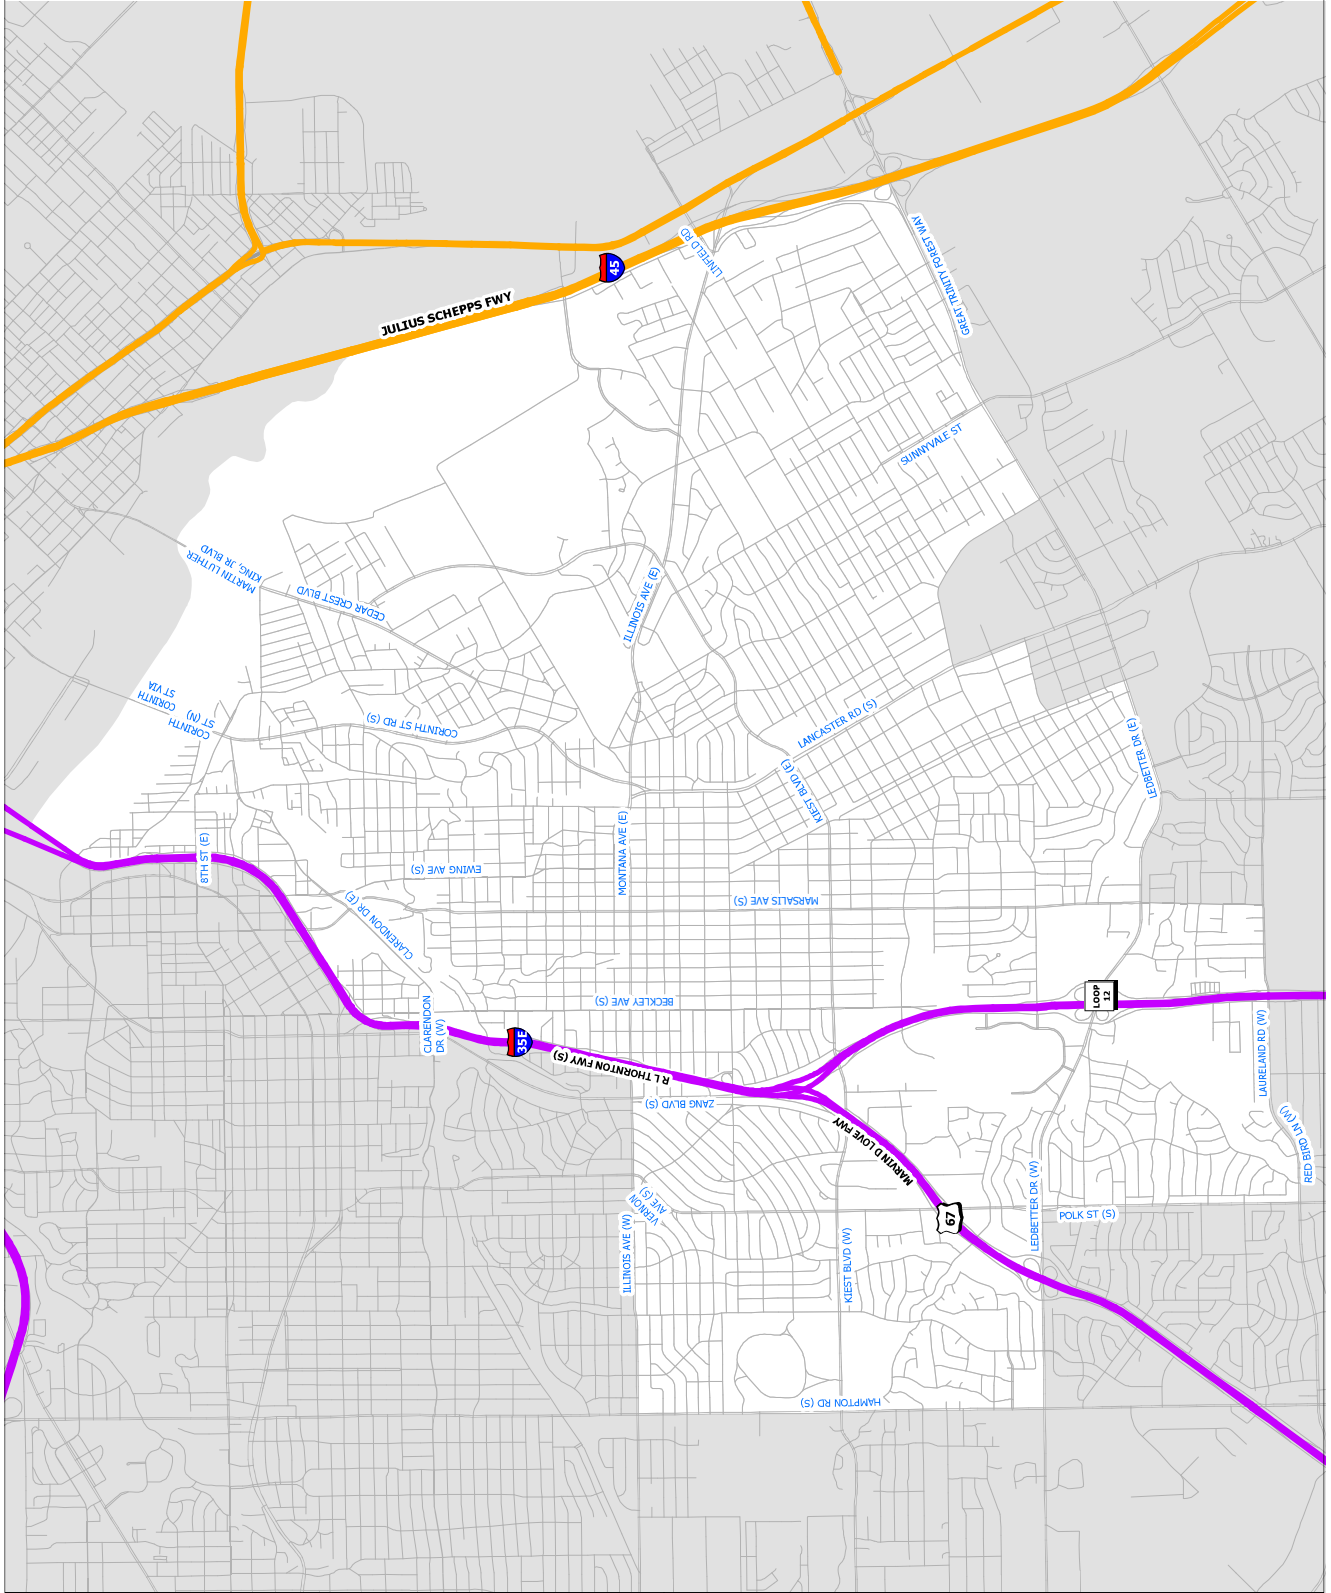 LINFIELD RD
GREAT TRINITY FOREST WAY
45
JULIUS SCHEPPS FWY
SUNNYVALE ST
MARTIN LUTHER
KING, JR BLVD
CEDAR CREST BLVD
ILLINOIS AVE (E)
CORINTH
ST VIA
CORINTH
ST (N)
CORINTH ST RD (S)
LANCASTER RD (S)
LEDBETTER DR (E)
KIEST BLVD (E)
MONTANA AVE (E)
8TH ST (E)
EWING AVE (S)
MARSALIS AVE (S)
CLARENDON DR (E)
BECKLEY AVE (S)
LOOP
12
CLARENDON
DR (W)
35E
R L THORNTON FWY (S)
LAURELAND RD (W)
ZANG BLVD (S)
MARVIN D LOVE FWY
RED BIRD LN (W)
LEDBETTER DR (W)
VERNON
AVE (S)
67
POLK ST (S)
ILLINOIS AVE (W)
KIEST BLVD (W)
HAMPTON RD (S)